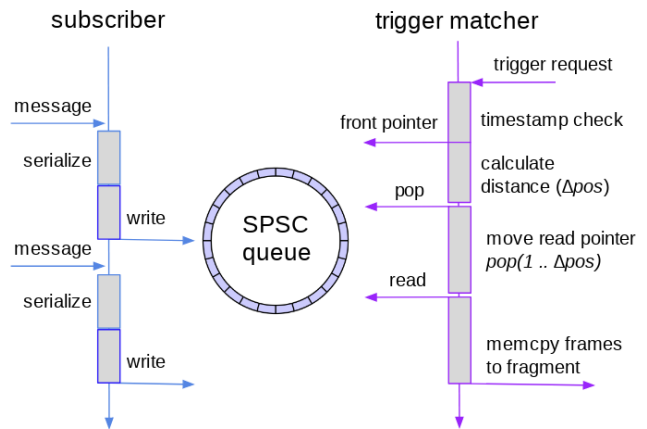 subscriber
trigger matcher
trigger request
message
front pointer
timestamp check
serialize
calculate
distance (Δpos)
pop
write
SPSC
queue
move read pointer
pop(1 .. Δpos)
message
read
serialize
memcpy frames
to fragment
write